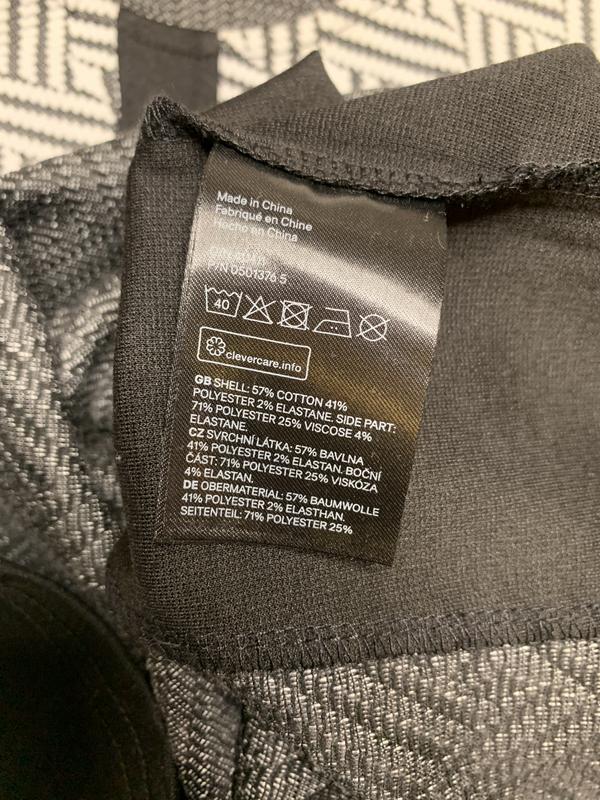 Made in China
Fabriqué en Chine
Hecho en China
P/N 0501376 5
40
clevercare.info
GB SHELL: 57% COTTON 41%
POLYESTER 2% ELASTANE. SIDE PART:
71% POLYESTER 25% VISCOSE 4%
ELASTANE.
CZ SVRCHNÍ LÁTKA: 57% BAVLNA
41% POLYESTER 2% ELASTAN. BOČNÍ
ČÁST: 71% POLYESTER 25% VISKÓZA
4% ELASTAN.
DE OBERMATERIAL: 57% BAUMWOLLE
41% POLYESTER 2% ELASTHAN.
SEITENTEIL: 71% POLYESTER 25%